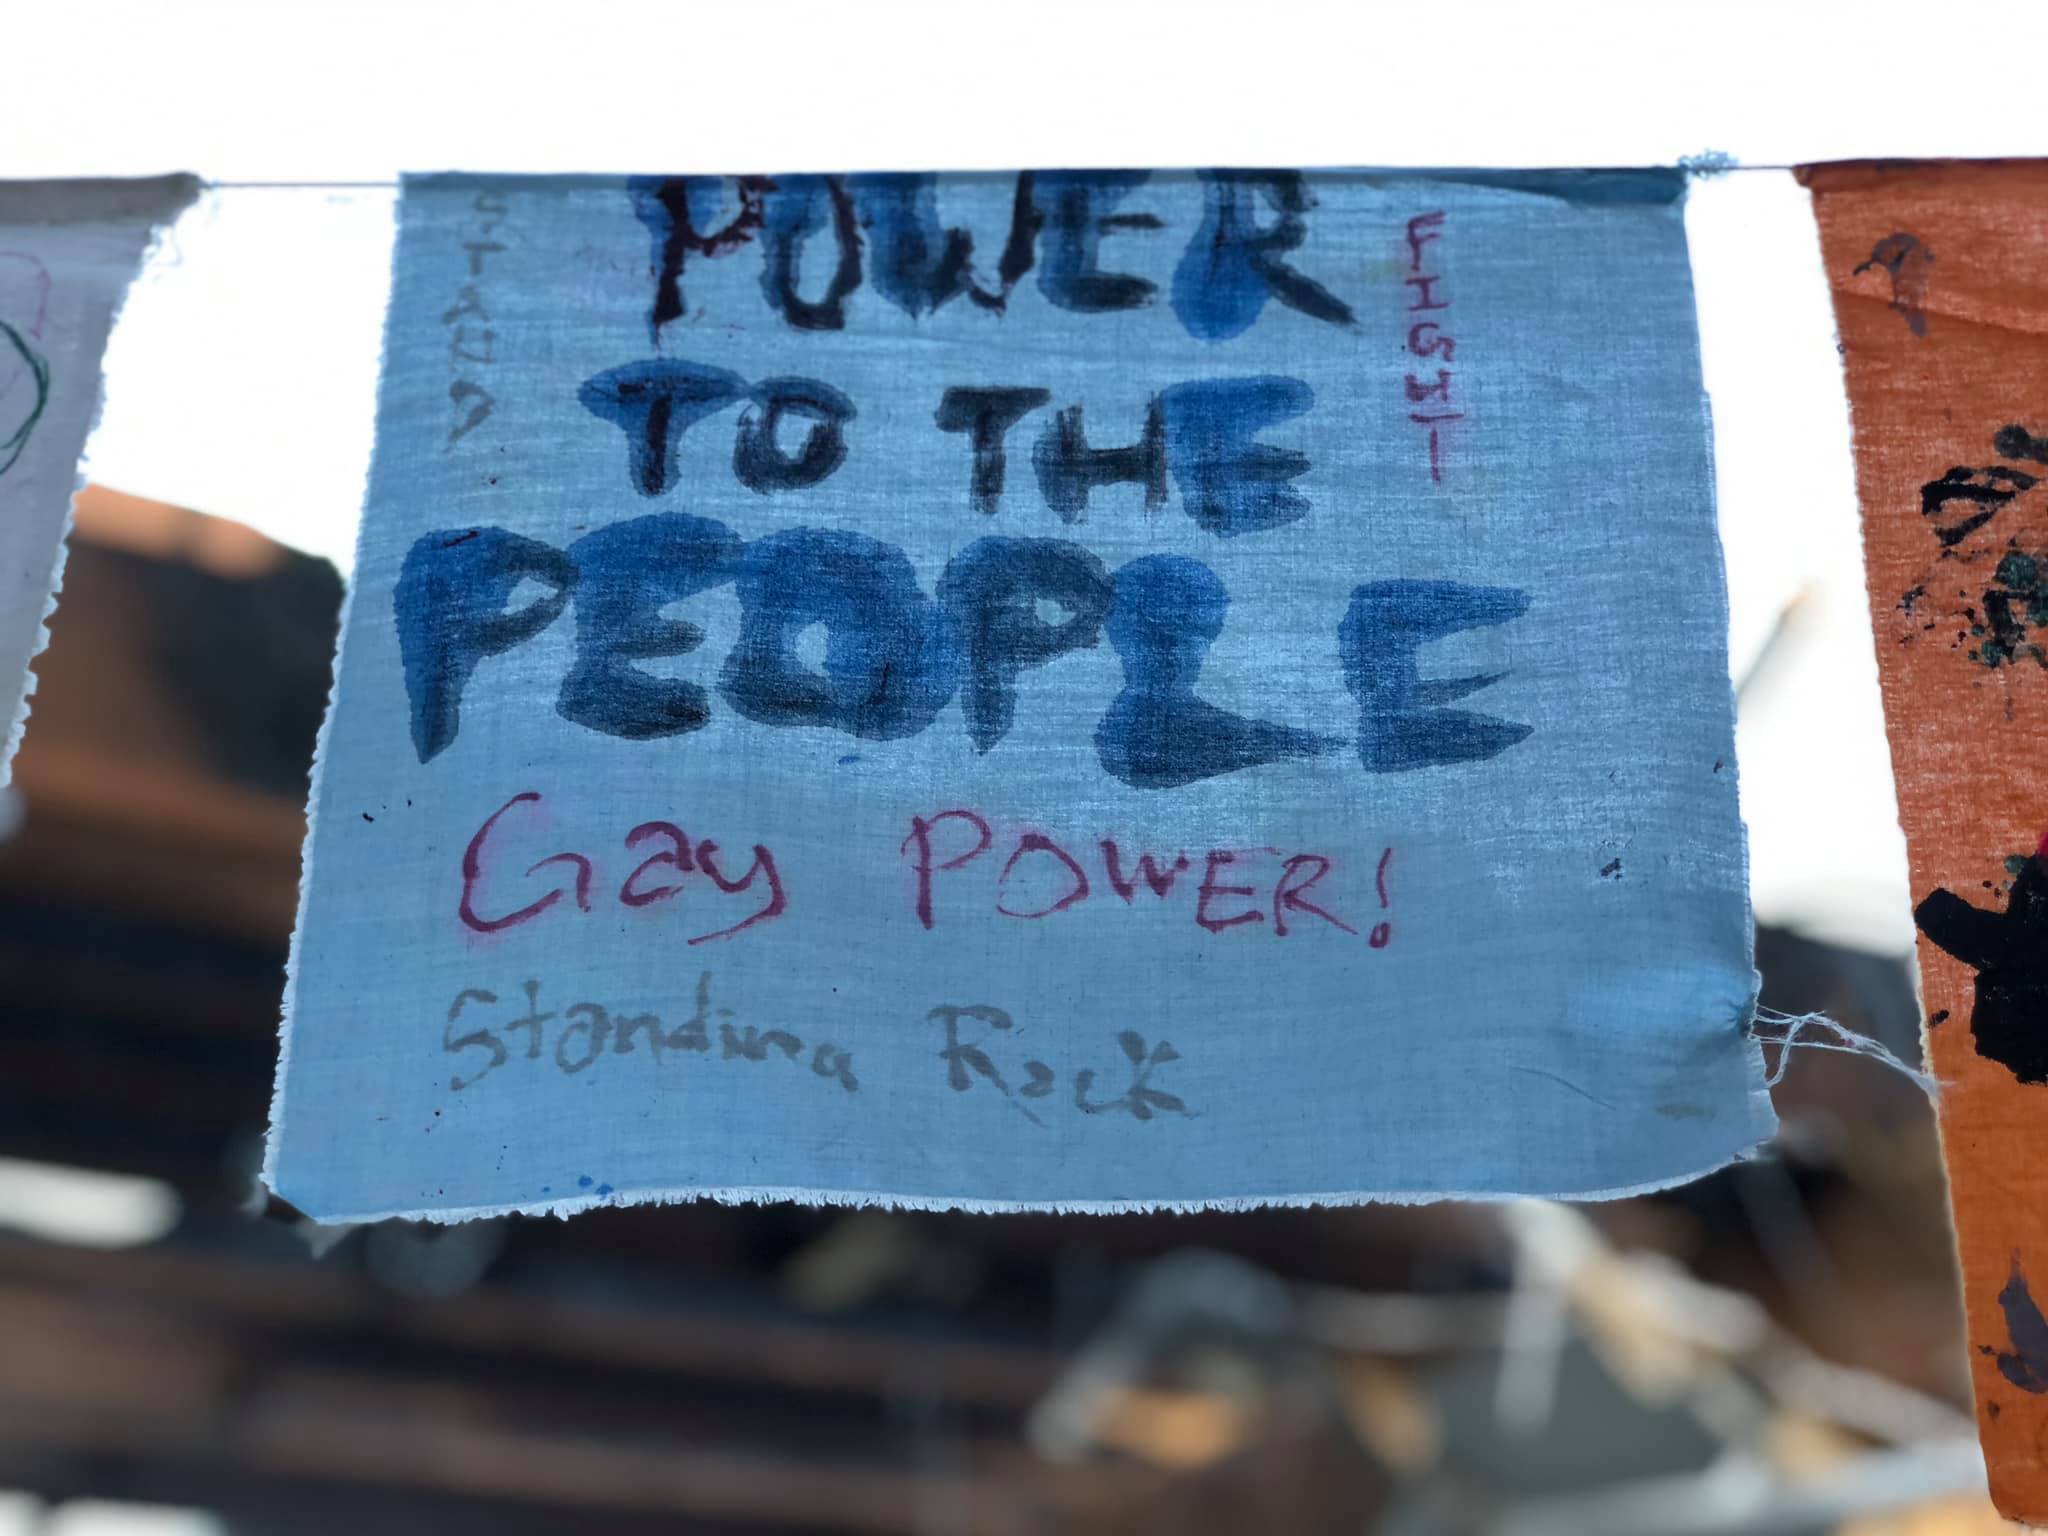 POWER
TO THE
PEOPLE
Gay POWER!
Standing Rock
STAND
FIGHT